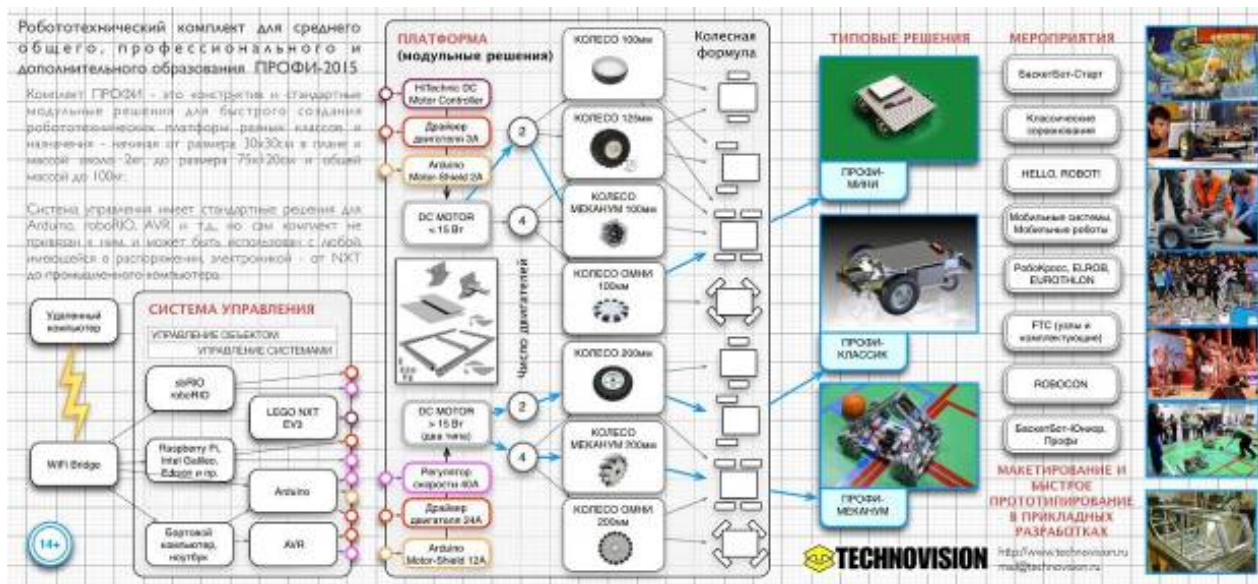 Робототехнический комплект для среднего
общего, профессионального и
дополнительного образования ПРОФИ-2015
Комплект ПРОФИ - это конструктив и стандартные
модульные решения для быстрого создания
робототехнических платформ разных классов и
назначения - начиная от размера 30х30см в плане и
массой около 2кг, до размера 75х120см и общей
массой до 100кг.
Система управления имеет стандартные решения для
Arduino, roboRIO, AVR и т.д., но сам комплект не
привязан к ним, и может быть использован с любой,
имеющейся в распоряжении, электроникой - от NXT
до промышленного компьютера.
Удаленный
компьютер
WiFi Bridge
14+
СИСТЕМА УПРАВЛЕНИЯ
УПРАВЛЕНИЕ ОБЪЕКТОМ
УПРАВЛЕНИЕ СИСТЕМАМИ
sbRIO
roboRIO
LEGO NXT
EV3
Raspberry Pi,
Intel Galileo,
Edison и пр.
Arduino
Бортовой
компьютер,
ноутбук
AVR
ПЛАТФОРМА
(модульные решения)
HiTechnic DC
Motor Controller
Драйвер
двигателя 3А
Arduino
Motor-Shield 2A
DC MOTOR
< 15 Вт
2
4
Число двигателей
DC MOTOR
> 15 Вт
(два типа)
2
4
Регулятор
скорости 40А
Драйвер
двигателя 24А
Arduino
Motor-Shield 12A
КОЛЕСО 100мм
КОЛЕСО 125мм
КОЛЕСО
МЕКАНУМ 100мм
КОЛЕСО ОМНИ
100мм
КОЛЕСО 200мм
КОЛЕСО
МЕКАНУМ 200мм
КОЛЕСО ОМНИ
200мм
Колесная
формула
ТИПОВЫЕ РЕШЕНИЯ
ПРОФИ-
МИНИ
ПРОФИ-
КЛАССИК
ПРОФИ-
МЕКАНУМ
TECHNOVISION
МЕРОПРИЯТИЯ
БаскетБот-Старт
Классические
соревнования
HELLO, ROBOT!
Мобильные системы,
Мобильные роботы
РобоКросс, ELROB,
EUROTHLON
FTC (узлы и
комплектующие)
ROBOCON
БаскетБот-Юниор,
Профи
МАКЕТИРОВАНИЕ И
БЫСТРОЕ
ПРОТОТИПИРОВАНИЕ
В ПРИКЛАДНЫХ
РАЗРАБОТКАХ
http://www.technovision.ru
mail@technovision.ru